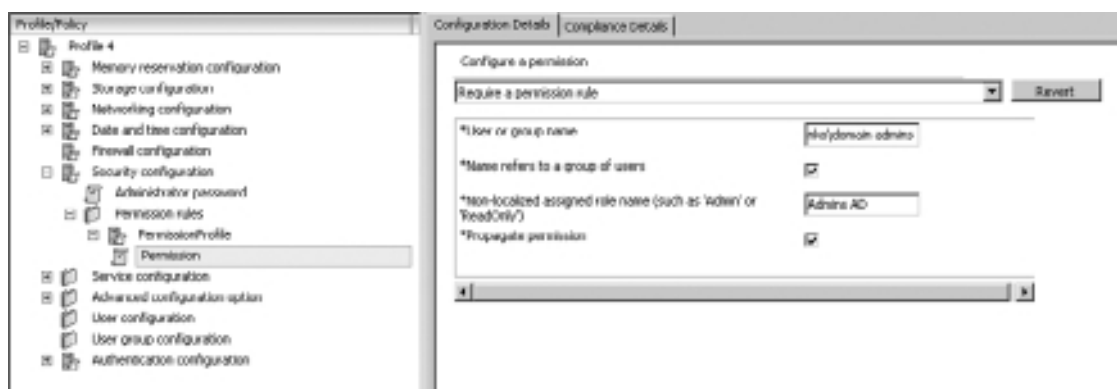 Profile/Policy
Profile 4
Memory reservation configuration
Storage configuration
Networking configuration
Date and time configuration
Firewall configuration
Security configuration
Administrator password
Permission rules
PermissionProfile
Permission
Service configuration
Advanced configuration option
User configuration
User group configuration
Authentication configuration
Configuration Details
Compliance Details
Configure a permission
Require a permission rule
Revert
*User or group name
\domain admins
*Name refers to a group of users
*Non-localized assigned role name (such as 'Admin' or
'ReadOnly')
Admins AD
*Propagate permission